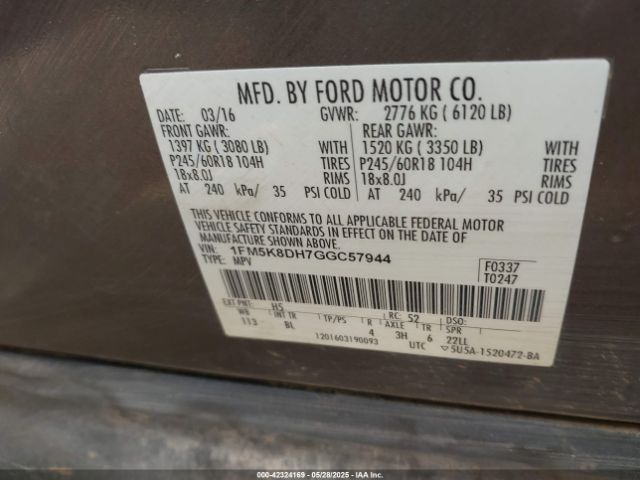 MFD. BY FORD MOTOR CO.
DATE: 03/16 GVWR: 2776 KG ( 6120 LB)
FRONT GAWR: REAR GAWR:
1397 KG ( 3080 LB) WITH 1520 KG ( 3350 LB) WITH
P245/60R18 104H TIRES P245/60R18 104H TIRES
18x8.0J RIMS 18x8.0J RIMS
AT 240 kPa/ 35 PSI COLD AT 240 kPa/ 35 PSI COLD
THIS VEHICLE CONFORMS TO ALL APPLICABLE FEDERAL MOTOR
VEHICLE SAFETY STANDARDS IN EFFECT ON THE DATE OF
MANUFACTURE SHOWN ABOVE.
VIN: 1FM5K8DH7GGC57944 F0337
TYPE: MPV T0247
EXT PNT: H5 RC: 52 DSO:
WB INT TR TP/PS R AXLE TR SPR
113 BL 4 3H 6 22LL
1201603190093 UTC ▽5U5A-1520472-BA
000-42324169 | 05/28/2025 — IAA Inc.